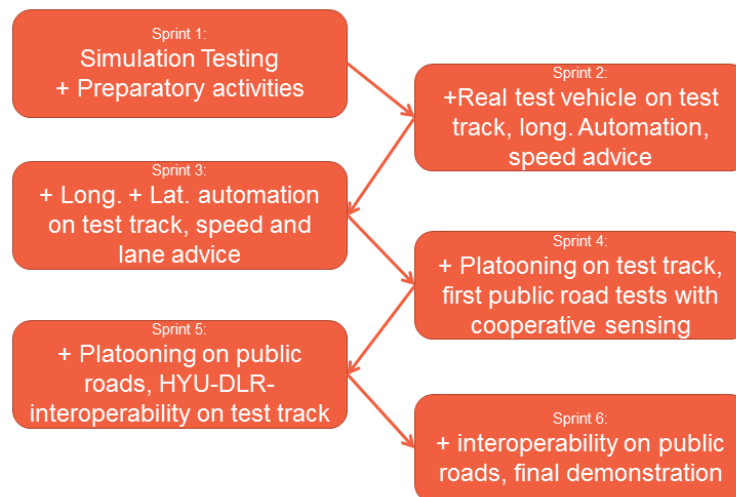 Sprint 1:
Simulation Testing
+ Preparatory activities
Sprint 2:
+Real test vehicle on test
track, long. Automation,
speed advice
Sprint 3:
+ Long. + Lat. automation
on test track, speed and
lane advice
Sprint 4:
+ Platooning on test track,
first public road tests with
cooperative sensing
Sprint 5:
+ Platooning on public
roads, HYU-DLR-
interoperability on test track
Sprint 6:
+ interoperability on public
roads, final demonstration